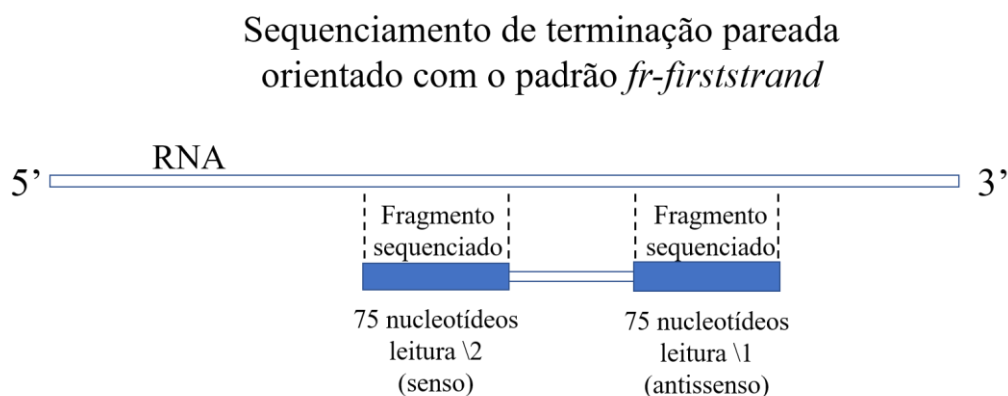 Sequenciamento de terminação pareada
orientado com o padrão fr-firststrand
RNA
5’
3’
Fragmento
sequenciado
Fragmento
sequenciado
75 nucleotídeos
leitura \2
(senso)
75 nucleotídeos
leitura \1
(antissenso)